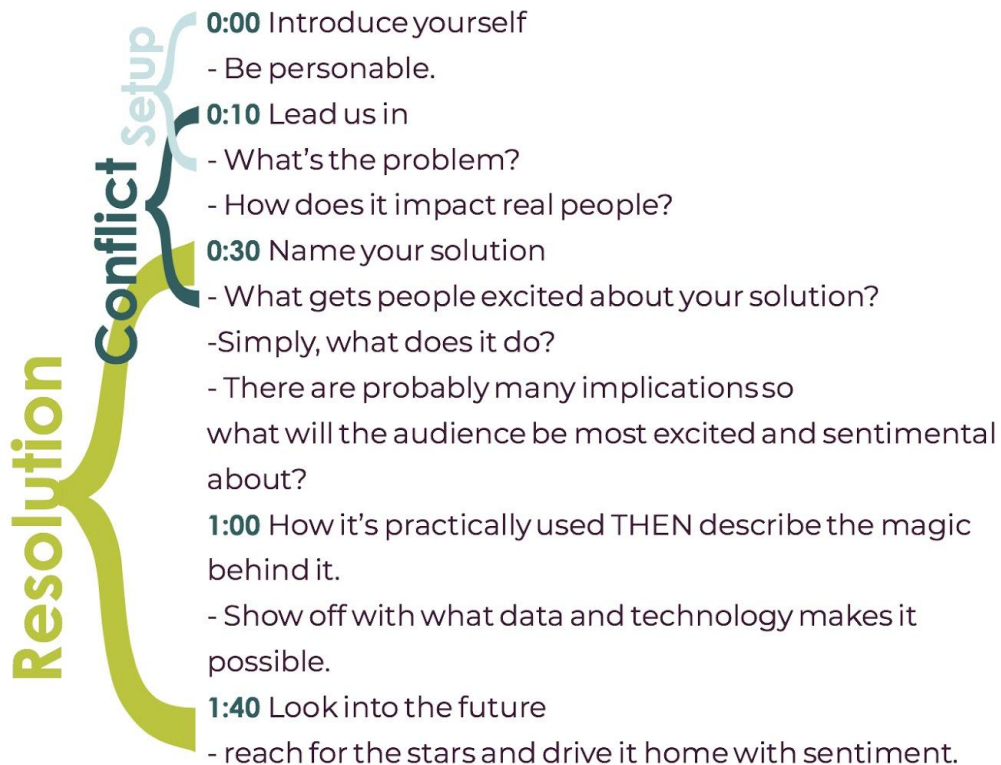 Setup
Conflict
Resolution
0:00 Introduce yourself
- Be personable.
0:10 Lead us in
- What's the problem?
- How does it impact real people?
0:30 Name your solution
- What gets people excited about your solution?
-Simply, what does it do?
- There are probably many implications so
what will the audience be most excited and sentimental
about?
1:00 How it's practically used THEN describe the magic
behind it.
- Show off with what data and technology makes it
possible.
1:40 Look into the future
- reach for the stars and drive it home with sentiment.